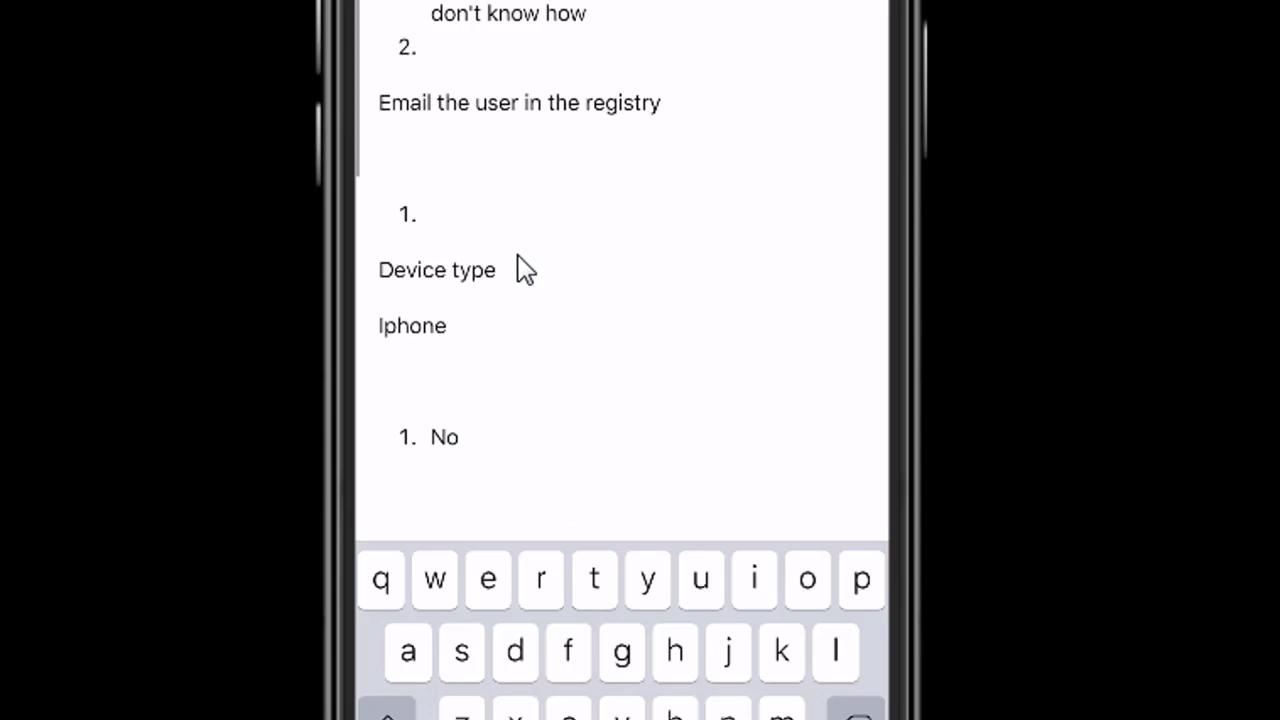 don't know how
2.
Email the user in the registry
1.
Device type
Iphone
1. No
q w e r t y u i o p
a s d f g h j k l
z x c v b n m